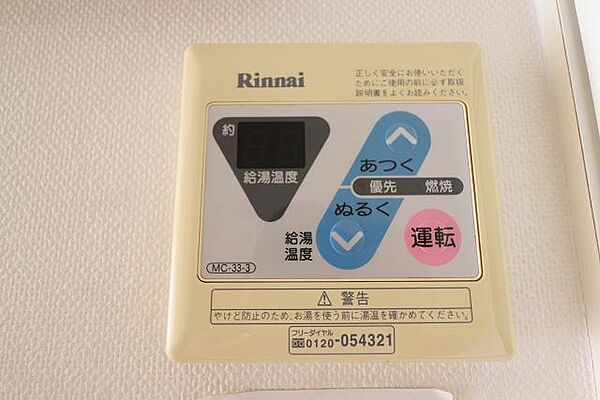 Rinnai
正しく安全にお使いいただく
ためにご使用の前に必ず取扱
説明書をよくお読みください。
約
給湯温度
あつく
優先 燃焼
ぬるく
給湯
温度
運転
MC-33-3
⚠ 警告
やけど防止のため、お湯を使う前に湯温を確かめてください。
フリーダイヤル
0120-054321